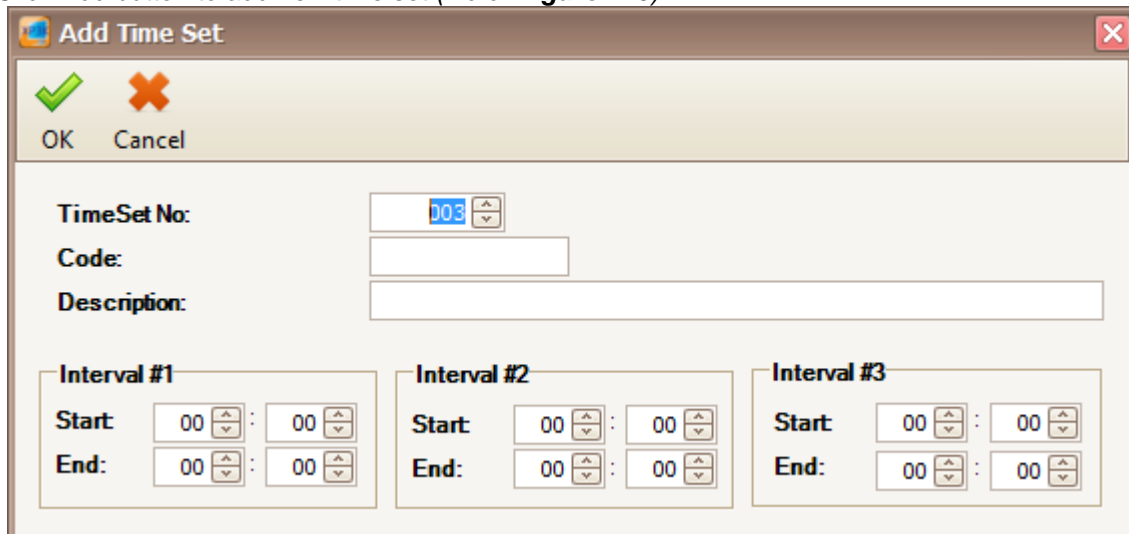 Add Time Set
OK Cancel
TimeSet No: 003
Code:
Description:
Interval #1 Interval #2 Interval #3
Start: 00 : 00 Start: 00 : 00 Start: 00 : 00
End: 00 : 00 End: 00 : 00 End: 00 : 00